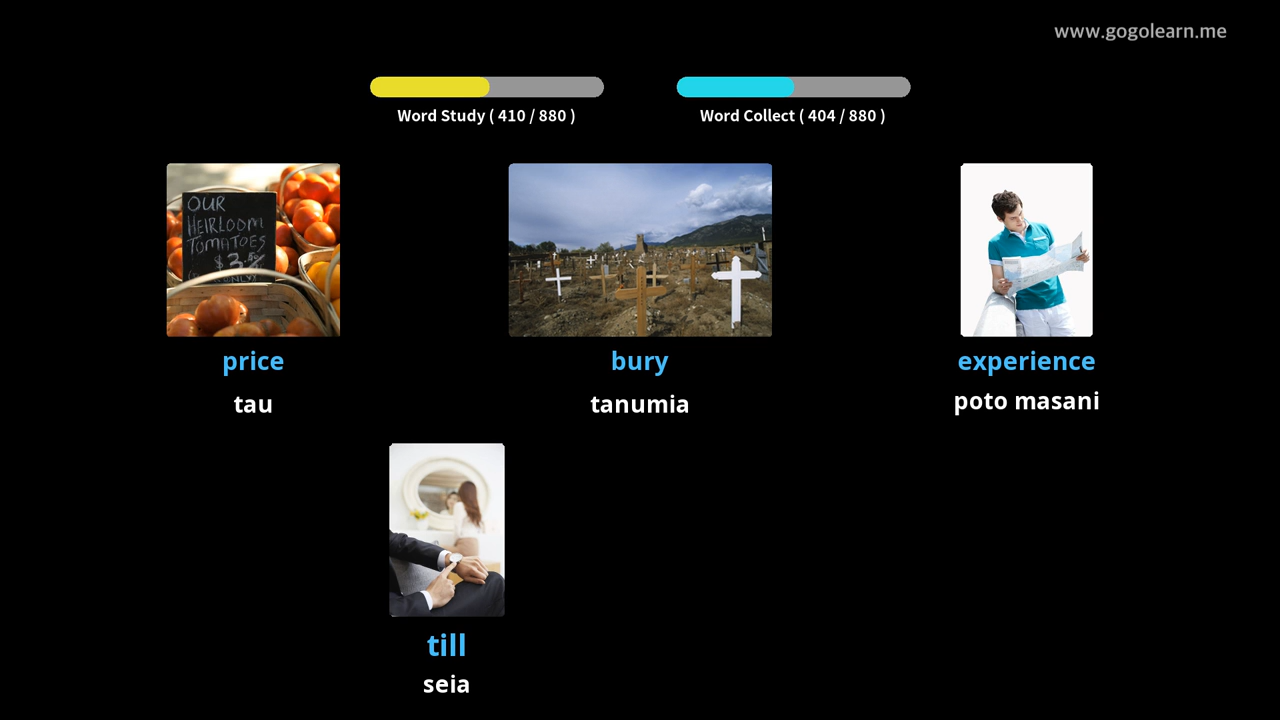 www.gogolearn.me
Word Study ( 410 / 880 )
Word Collect ( 404 / 880 )
OUR
HEIRLOOM
TOMATOES
price
bury
experience
tau
tanumia
poto masani
till
seia